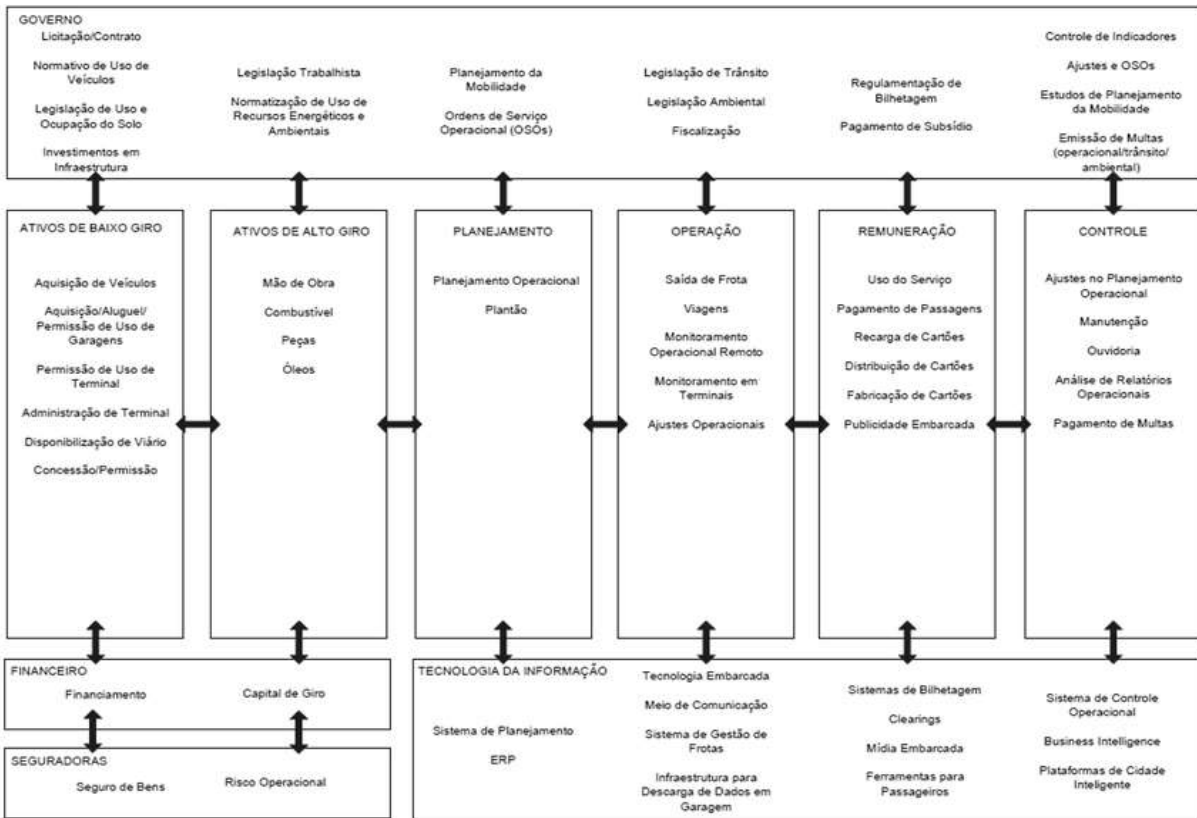 GOVERNO
Licitação/Contrato
Normativo de Uso de
Veículos
Legislação de Uso e
Ocupação do Solo
Investimentos em
Infraestrutura
Legislação Trabalhista
Normatização de Uso de
Recursos Energéticos e
Ambientais
Planejamento da
Mobilidade
Ordens de Serviço
Operacional (OSOs)
Legislação de Trânsito
Legislação Ambiental
Fiscalização
Regulamentação de
Bilhetagem
Pagamento de Subsídio
Controle de Indicadores
Ajustes e OSOs
Estudos de Planejamento
da Mobilidade
Emissão de Multas
(operacional/trânsito/
ambiental)
ATIVOS DE BAIXO GIRO
Aquisição de Veículos
Aquisição/Aluguel/
Permissão de Uso de
Garagens
Permissão de Uso de
Terminal
Administração de Terminal
Disponibilização de Viário
Concessão/Permissão
ATIVOS DE ALTO GIRO
Mão de Obra
Combustível
Peças
Óleos
PLANEJAMENTO
Planejamento Operacional
Plantão
OPERAÇÃO
Saída de Frota
Viagens
Monitoramento
Operacional Remoto
Monitoramento em
Terminais
Ajustes Operacionais
REMUNERAÇÃO
Uso do Serviço
Pagamento de Passagens
Recarga de Cartões
Distribuição de Cartões
Fabricação de Cartões
Publicidade Embarcada
CONTROLE
Ajustes no Planejamento
Operacional
Manutenção
Ouvidoria
Análise de Relatórios
Operacionais
Pagamento de Multas
FINANCEIRO
Financiamento
Capital de Giro
SEGURADORAS
Seguro de Bens
Risco Operacional
TECNOLOGIA DA INFORMAÇÃO
Sistema de Planejamento
ERP
Tecnologia Embarcada
Meio de Comunicação
Sistema de Gestão de
Frotas
Infraestrutura para
Descarga de Dados em
Garagem
Sistemas de Bilhetagem
Clearings
Mídia Embarcada
Ferramentas para
Passageiros
Sistema de Controle
Operacional
Business Intelligence
Plataformas de Cidade
Inteligente